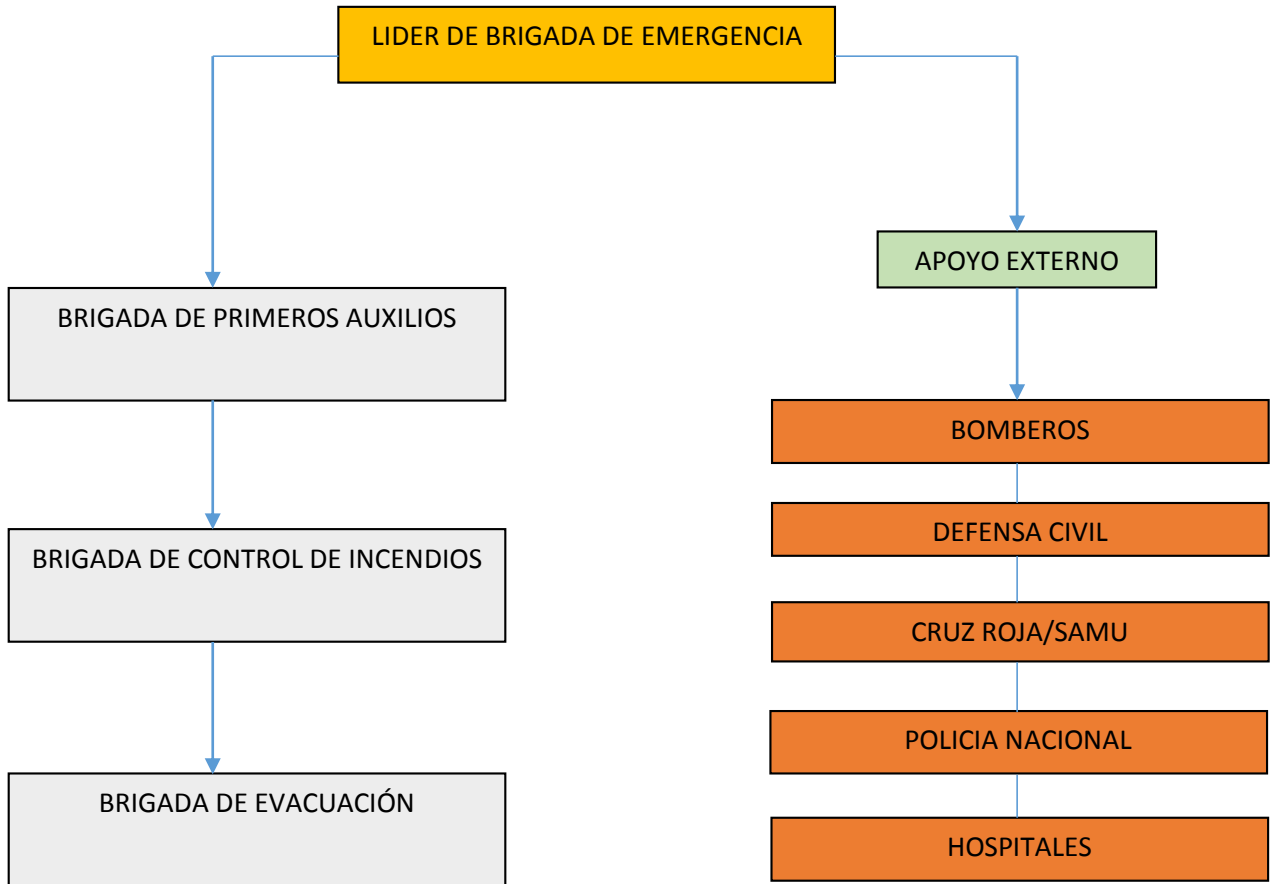 LIDER DE BRIGADA DE EMERGENCIA
APOYO EXTERNO
BRIGADA DE PRIMEROS AUXILIOS
BOMBEROS
DEFENSA CIVIL
BRIGADA DE CONTROL DE INCENDIOS
CRUZ ROJA/SAMU
POLICIA NACIONAL
BRIGADA DE EVACUACIÓN
HOSPITALES